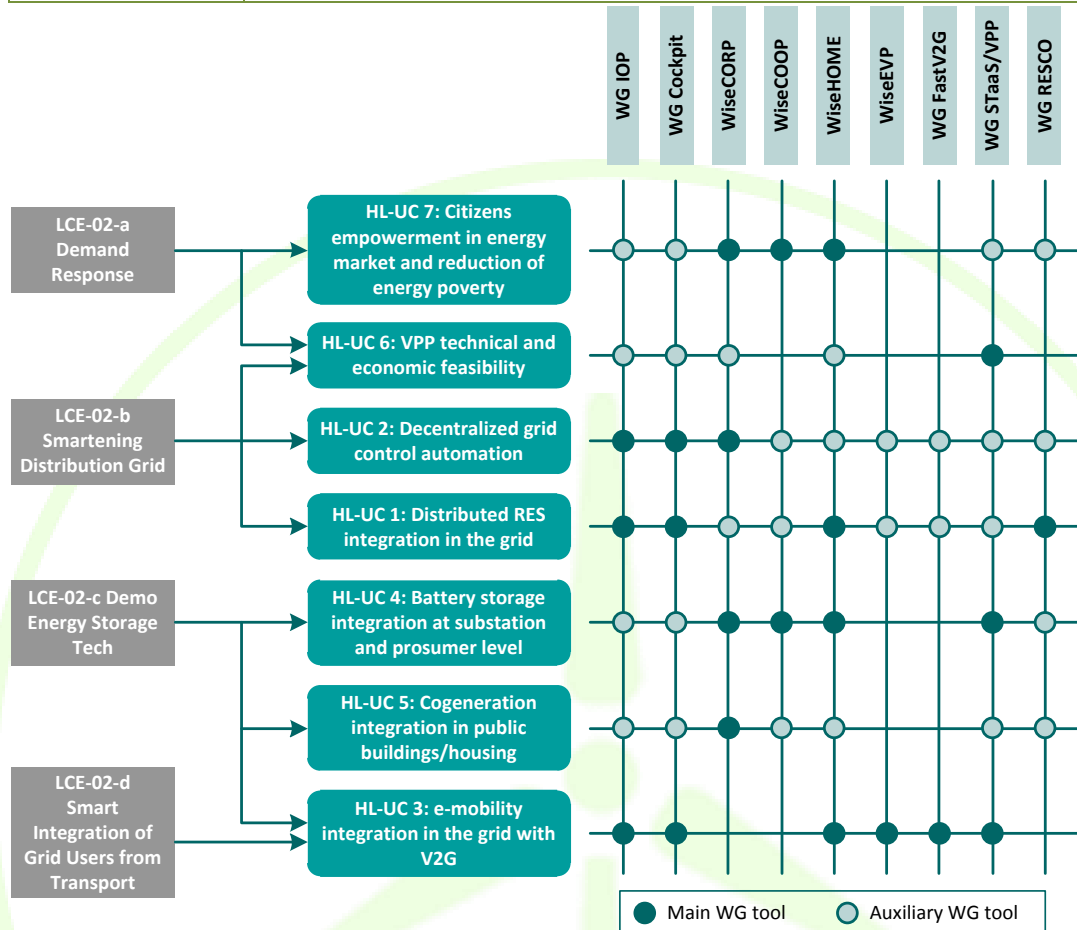 WG IOP
WG Cockpit
WiseCORP
WiseCOOP
WiseHOME
WiseEVP
WG FastV2G
WG STaaS/VPP
WG RESCO
LCE-02-a
Demand
Response
HL-UC 7: Citizens
empowerment in energy
market and reduction of
energy poverty
HL-UC 6: VPP technical and
economic feasibility
LCE-02-b
Smartening
Distribution Grid
HL-UC 2: Decentralized grid
control automation
HL-UC 1: Distributed RES
integration in the grid
LCE-02-c Demo
Energy Storage
Tech
HL-UC 4: Battery storage
integration at substation
and prosumer level
HL-UC 5: Cogeneration
integration in public
buildings/housing
LCE-02-d
Smart
Integration of
Grid Users from
Transport
HL-UC 3: e-mobility
integration in the grid with
V2G
Main WG tool
Auxiliary WG tool